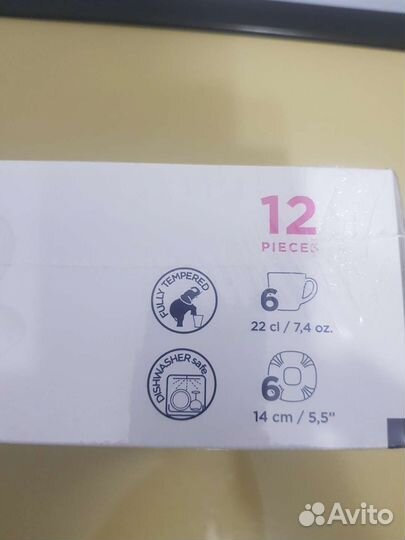 12
PIECES
FULLY TEMPERED
6
22 cl / 7,4 oz.
DISHWASHER safe
6
14 cm / 5,5"
Avito